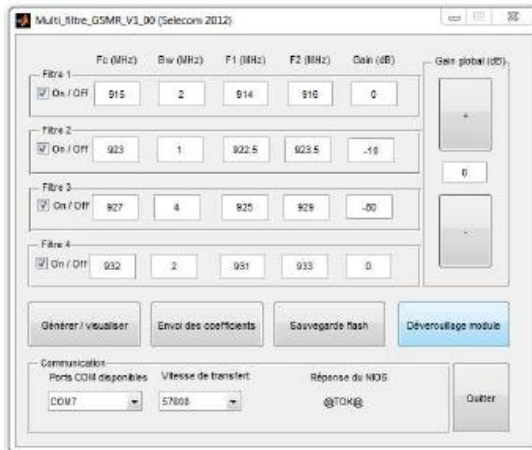 Multi_filtre_GSMR_V1_00 (Selecom 2012)
Fc (MHz) Bw (MHz) F1 (MHz) F2 (MHz) Gain (dB) Gain global (dB)
Filtre 1
On / Off 915 2 914 916 0
+
Filtre 2
On / Off 923 1 922.5 923.5
0
Filtre 3
On / Off 927 4 925 929
-
Filtre 4
On / Off 932 2 931 933 0
Générer / visualiser Envoi des coefficients Sauvegarde flash Déverouillage module
Communication
Ports COM disponibles Vitesse de transfert Réponse du NIOS
COM7 @TOK@ Quitter